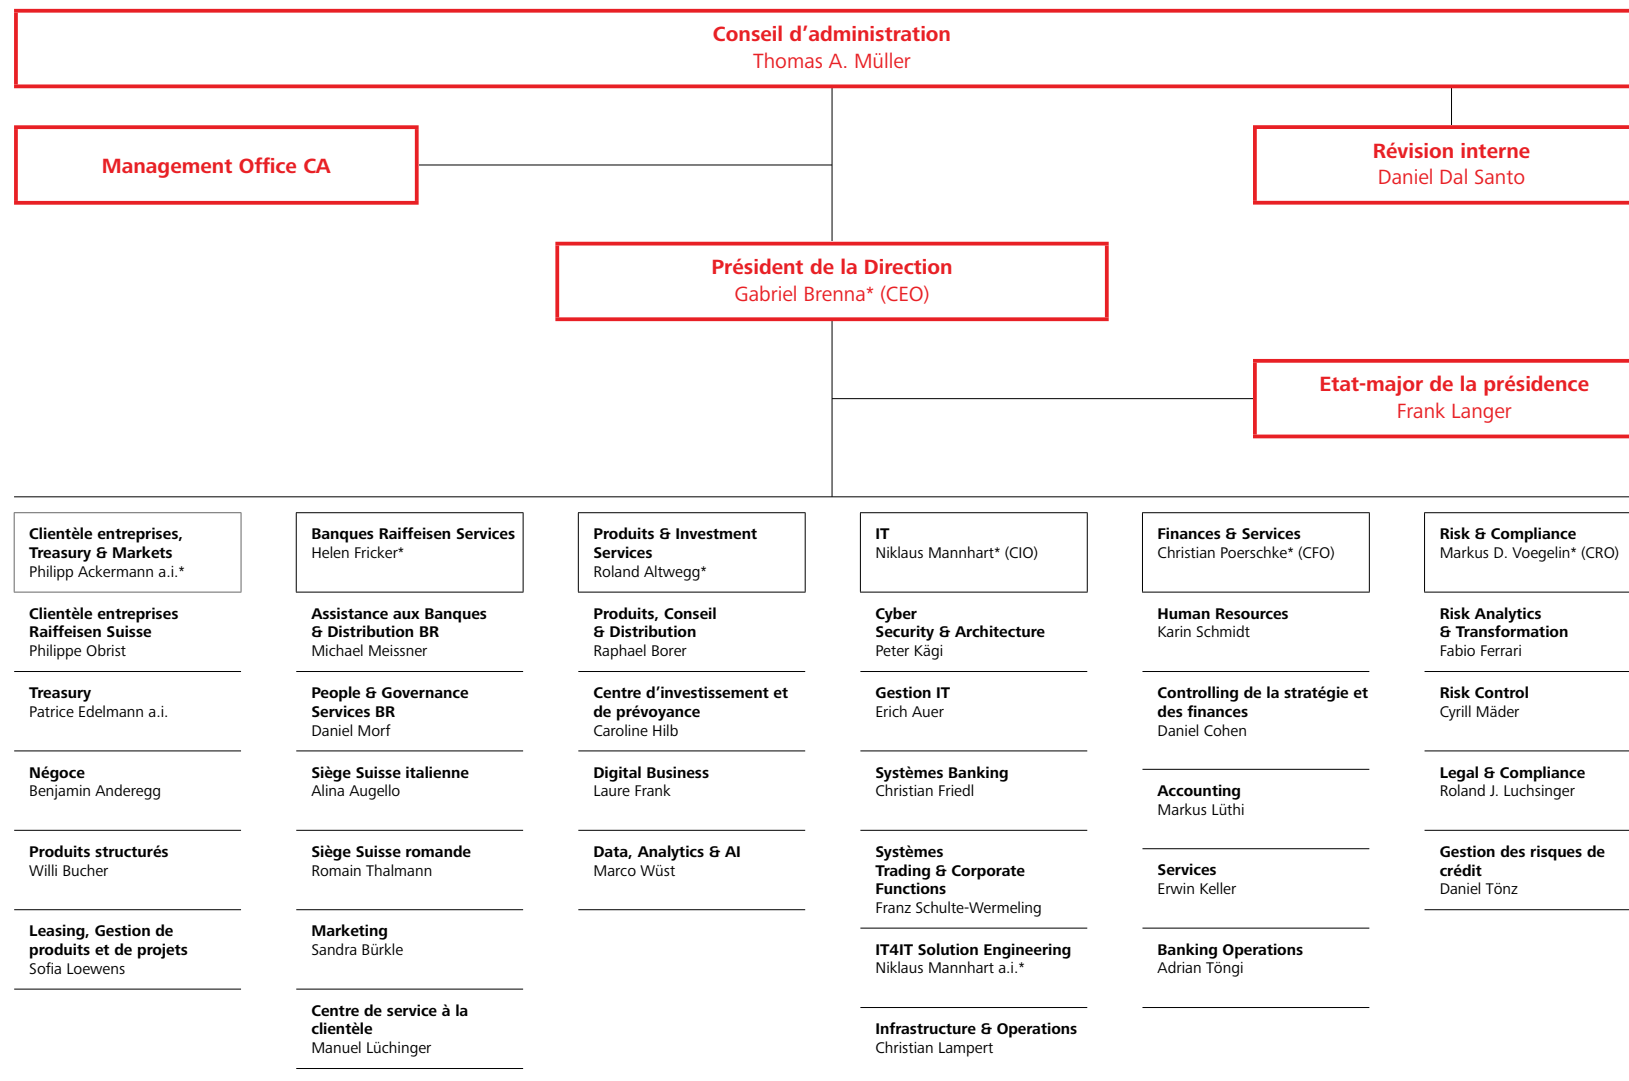 Conseil d’administration
Thomas A. Müller
Management Office CA
Révision interne
Daniel Dal Santo
Président de la Direction
Gabriel Brenna* (CEO)
Etat-major de la présidence
Frank Langer
Clientèle entreprises,
Treasury & Markets
Philipp Ackermann a.i.*
Clientèle entreprises
Raiffeisen Suisse
Philippe Obrist
Treasury
Patrice Edelmann a.i.
Négoce
Benjamin Anderegg
Produits structurés
Willi Bucher
Leasing, Gestion de
produits et de projets
Sofia Loewens
Banques Raiffeisen Services
Helen Fricker*
Assistance aux Banques
& Distribution BR
Michael Meissner
People & Governance
Services BR
Daniel Morf
Siège Suisse italienne
Alina Augello
Siège Suisse romande
Romain Thalmann
Marketing
Sandra Bürkle
Centre de service à la
clientèle
Manuel Lüchinger
Produits & Investment
Services
Roland Altwegg*
Produits, Conseil
& Distribution
Raphael Borer
Centre d’investissement et
de prévoyance
Caroline Hilb
Digital Business
Laure Frank
Data, Analytics & AI
Marco Wüst
IT
Niklaus Mannhart* (CIO)
Cyber
Security & Architecture
Peter Kägi
Gestion IT
Erich Auer
Systèmes Banking
Christian Friedl
Systèmes
Trading & Corporate
Functions
Franz Schulte-Wermeling
IT4IT Solution Engineering
Niklaus Mannhart a.i.*
Infrastructure & Operations
Christian Lampert
Finances & Services
Christian Poerschke* (CFO)
Human Resources
Karin Schmidt
Controlling de la stratégie et
des finances
Daniel Cohen
Accounting
Markus Lüthi
Services
Erwin Keller
Banking Operations
Adrian Töngi
Risk & Compliance
Markus D. Voegelin* (CRO)
Risk Analytics
& Transformation
Fabio Ferrari
Risk Control
Cyrill Mäder
Legal & Compliance
Roland J. Luchsinger
Gestion des risques de
crédit
Daniel Tönz